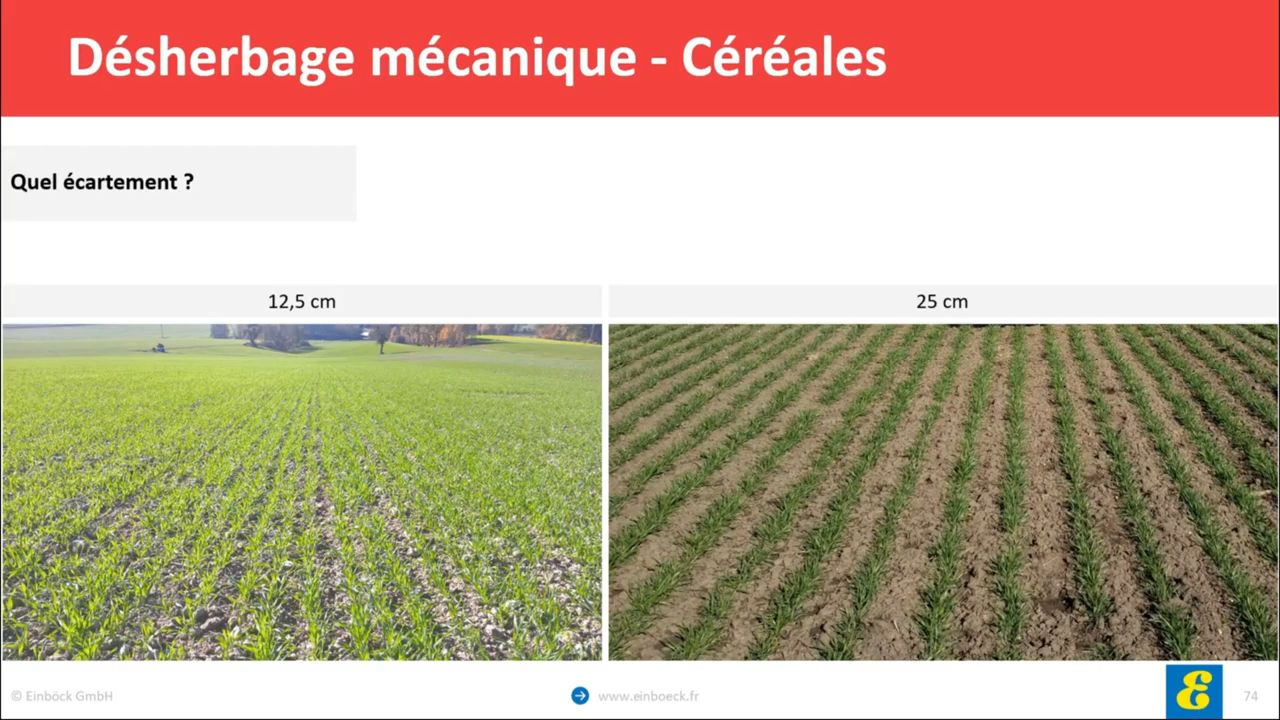 Désherbage mécanique - Céréales
Quel écartement ?
12,5 cm
25 cm
© Einböck GmbH
www.einboeck.fr
E
74